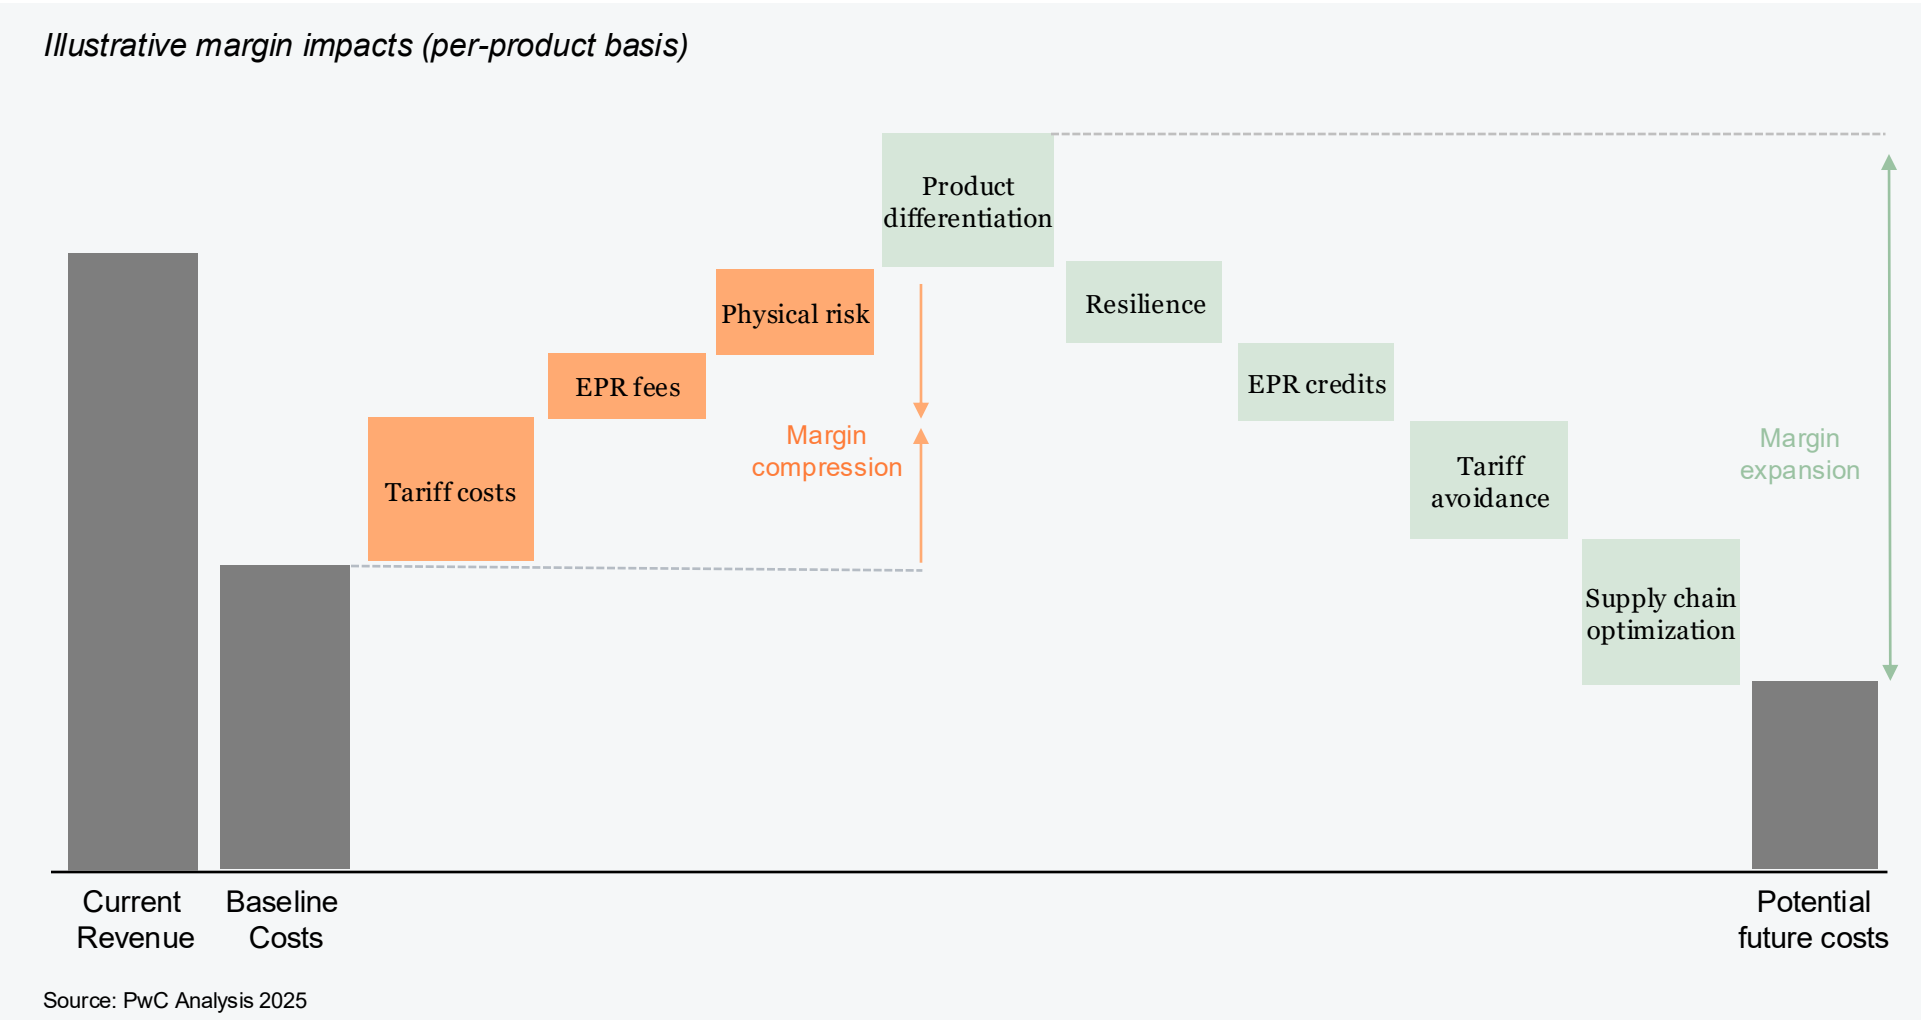 Illustrative margin impacts (per-product basis)
Product
differentiation
Physical risk
Resilience
EPR fees
EPR credits
Margin
compression
Tariff costs
Tariff
avoidance
Margin
expansion
Supply chain
optimization
Current
Revenue
Baseline
Costs
Potential
future costs
Source: PwC Analysis 2025